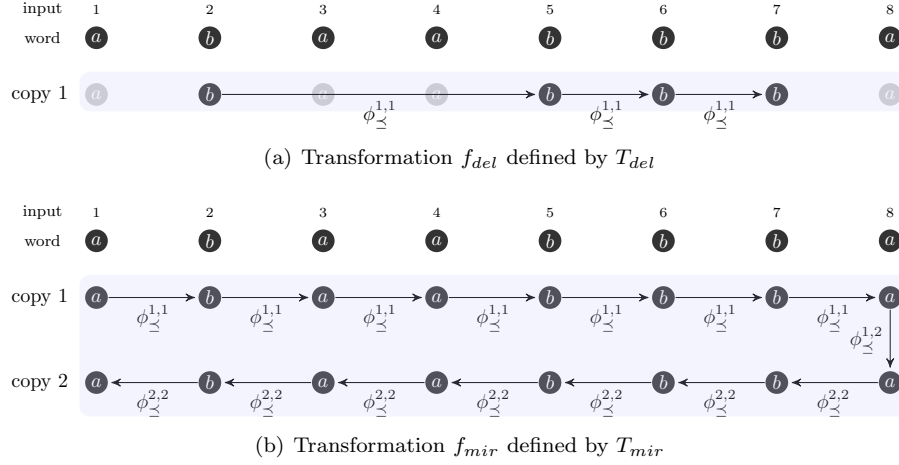 input 1 2 3 4 5 6 7 8
word a b a a b b b a
copy 1 a b a a b b b a
ϕ⪯^{1,1} ϕ⪯^{1,1} ϕ⪯^{1,1}
(a) Transformation f_{del} defined by T_{del}
input 1 2 3 4 5 6 7 8
word a b a a b b b a
copy 1 a b a a b b b a
ϕ⪯^{1,1} ϕ⪯^{1,1} ϕ⪯^{1,1} ϕ⪯^{1,1} ϕ⪯^{1,1} ϕ⪯^{1,1} ϕ⪯^{1,1}
ϕ⪯^{1,2}
copy 2 a b a a b b b a
ϕ⪯^{2,2} ϕ⪯^{2,2} ϕ⪯^{2,2} ϕ⪯^{2,2} ϕ⪯^{2,2} ϕ⪯^{2,2} ϕ⪯^{2,2}
(b) Transformation f_{mir} defined by T_{mir}